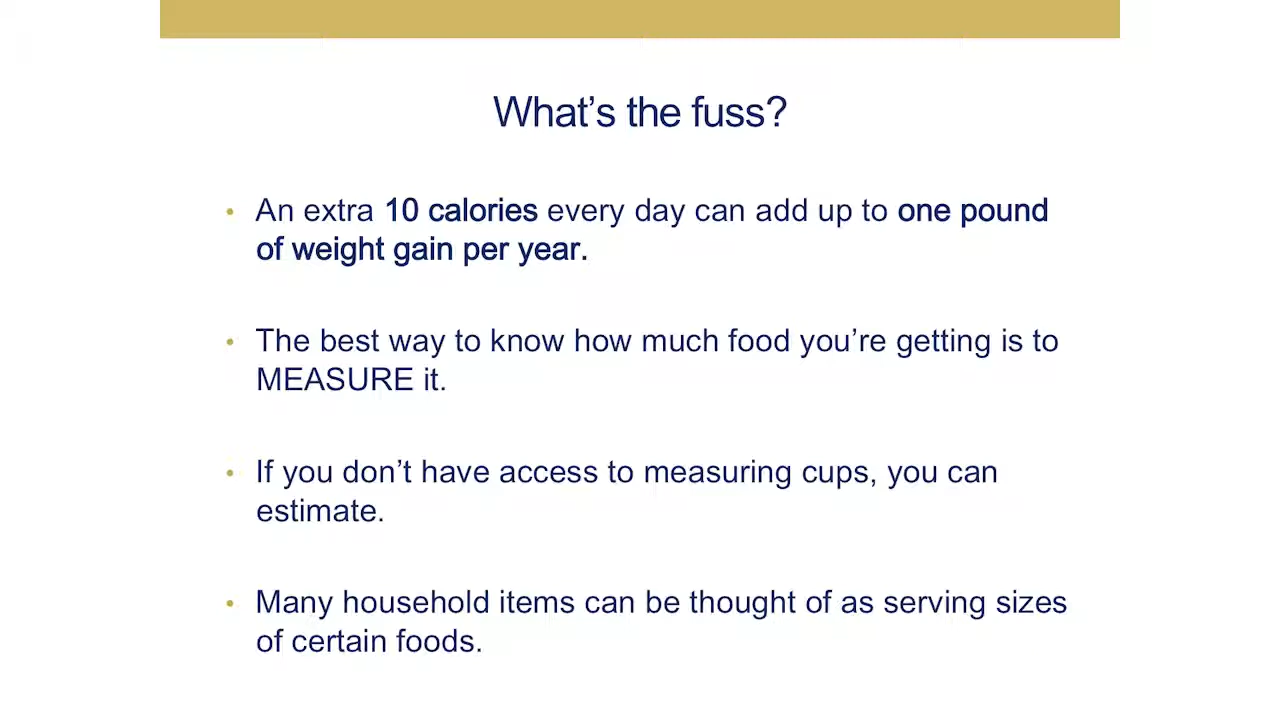 What’s the fuss?
• An extra 10 calories every day can add up to one pound
of weight gain per year.
• The best way to know how much food you’re getting is to
MEASURE it.
• If you don’t have access to measuring cups, you can
estimate.
• Many household items can be thought of as serving sizes
of certain foods.